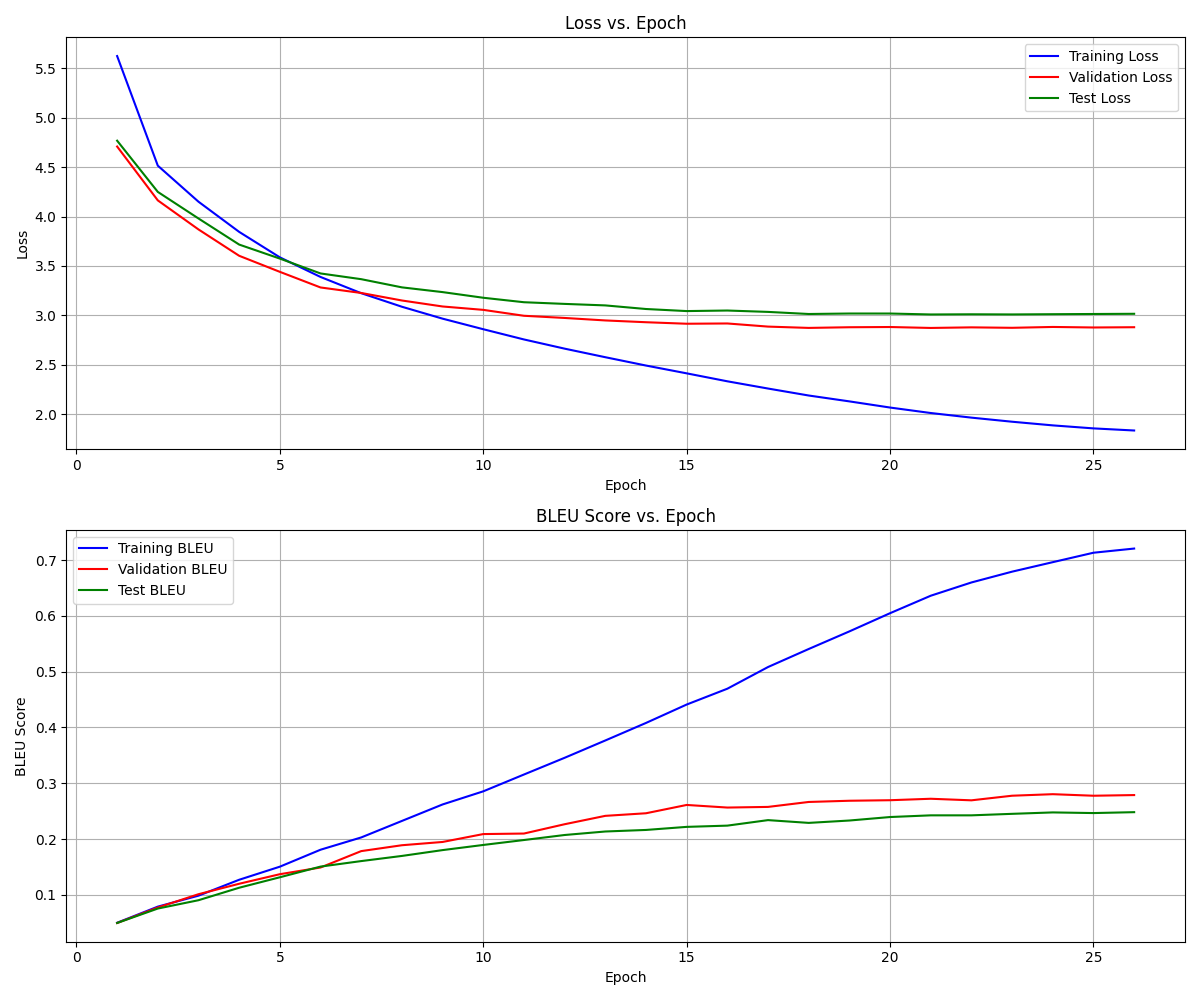 Loss vs. Epoch
Training Loss
Validation Loss
Test Loss
5.5
5.0
4.5
4.0
3.5
3.0
2.5
2.0
Loss
0 5 10 15 20 25
Epoch
BLEU Score vs. Epoch
Training BLEU
Validation BLEU
Test BLEU
0.7
0.6
0.5
0.4
0.3
0.2
0.1
BLEU Score
0 5 10 15 20 25
Epoch